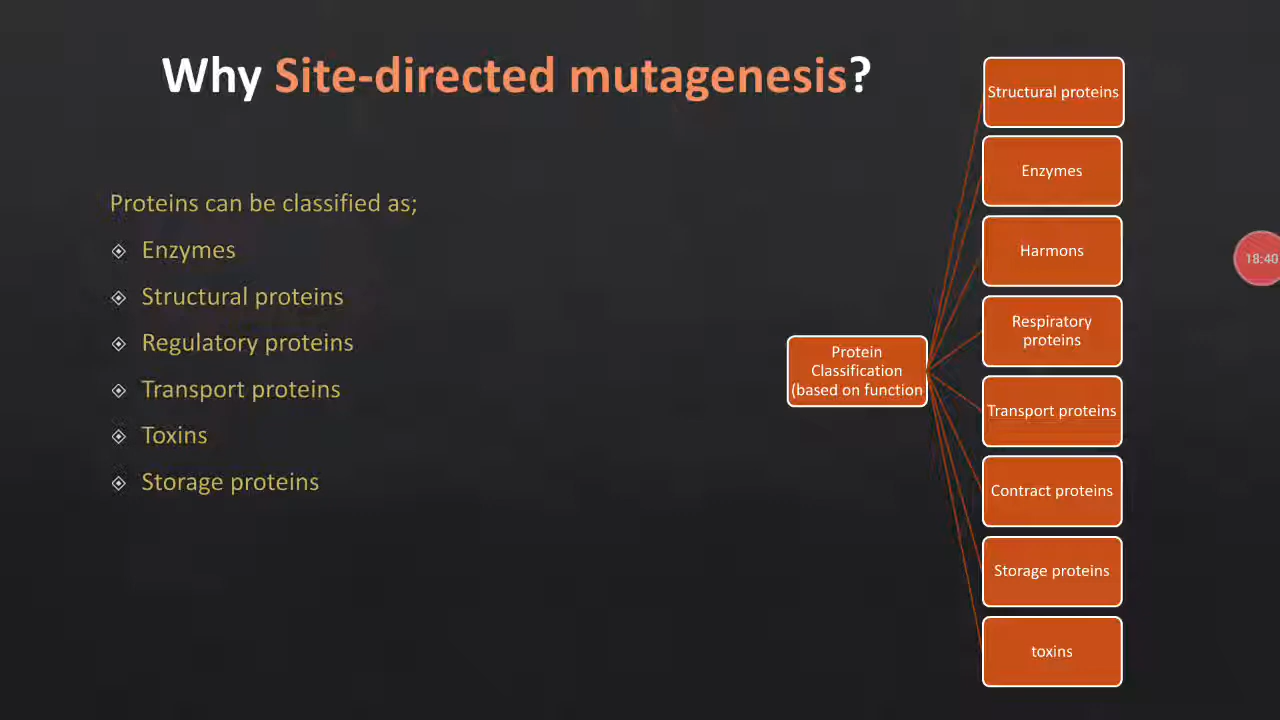 Why Site-directed mutagenesis?
Proteins can be classified as;
Enzymes
Structural proteins
Regulatory proteins
Transport proteins
Toxins
Storage proteins
Protein
Classification
(based on function
Structural proteins
Enzymes
Harmons
Respiratory
proteins
Transport proteins
Contract proteins
Storage proteins
toxins
18:40